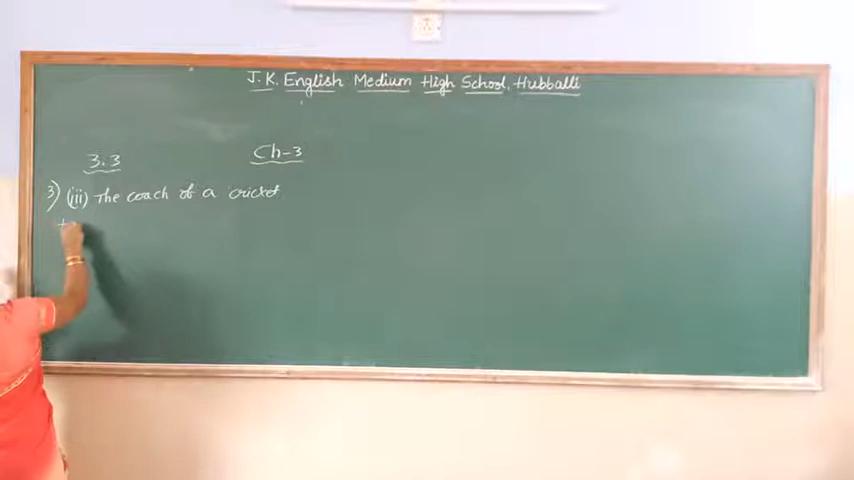 J.K. English Medium High School, Hubballi
3.3 Ch-3
3) (iii) The coach of a cricket